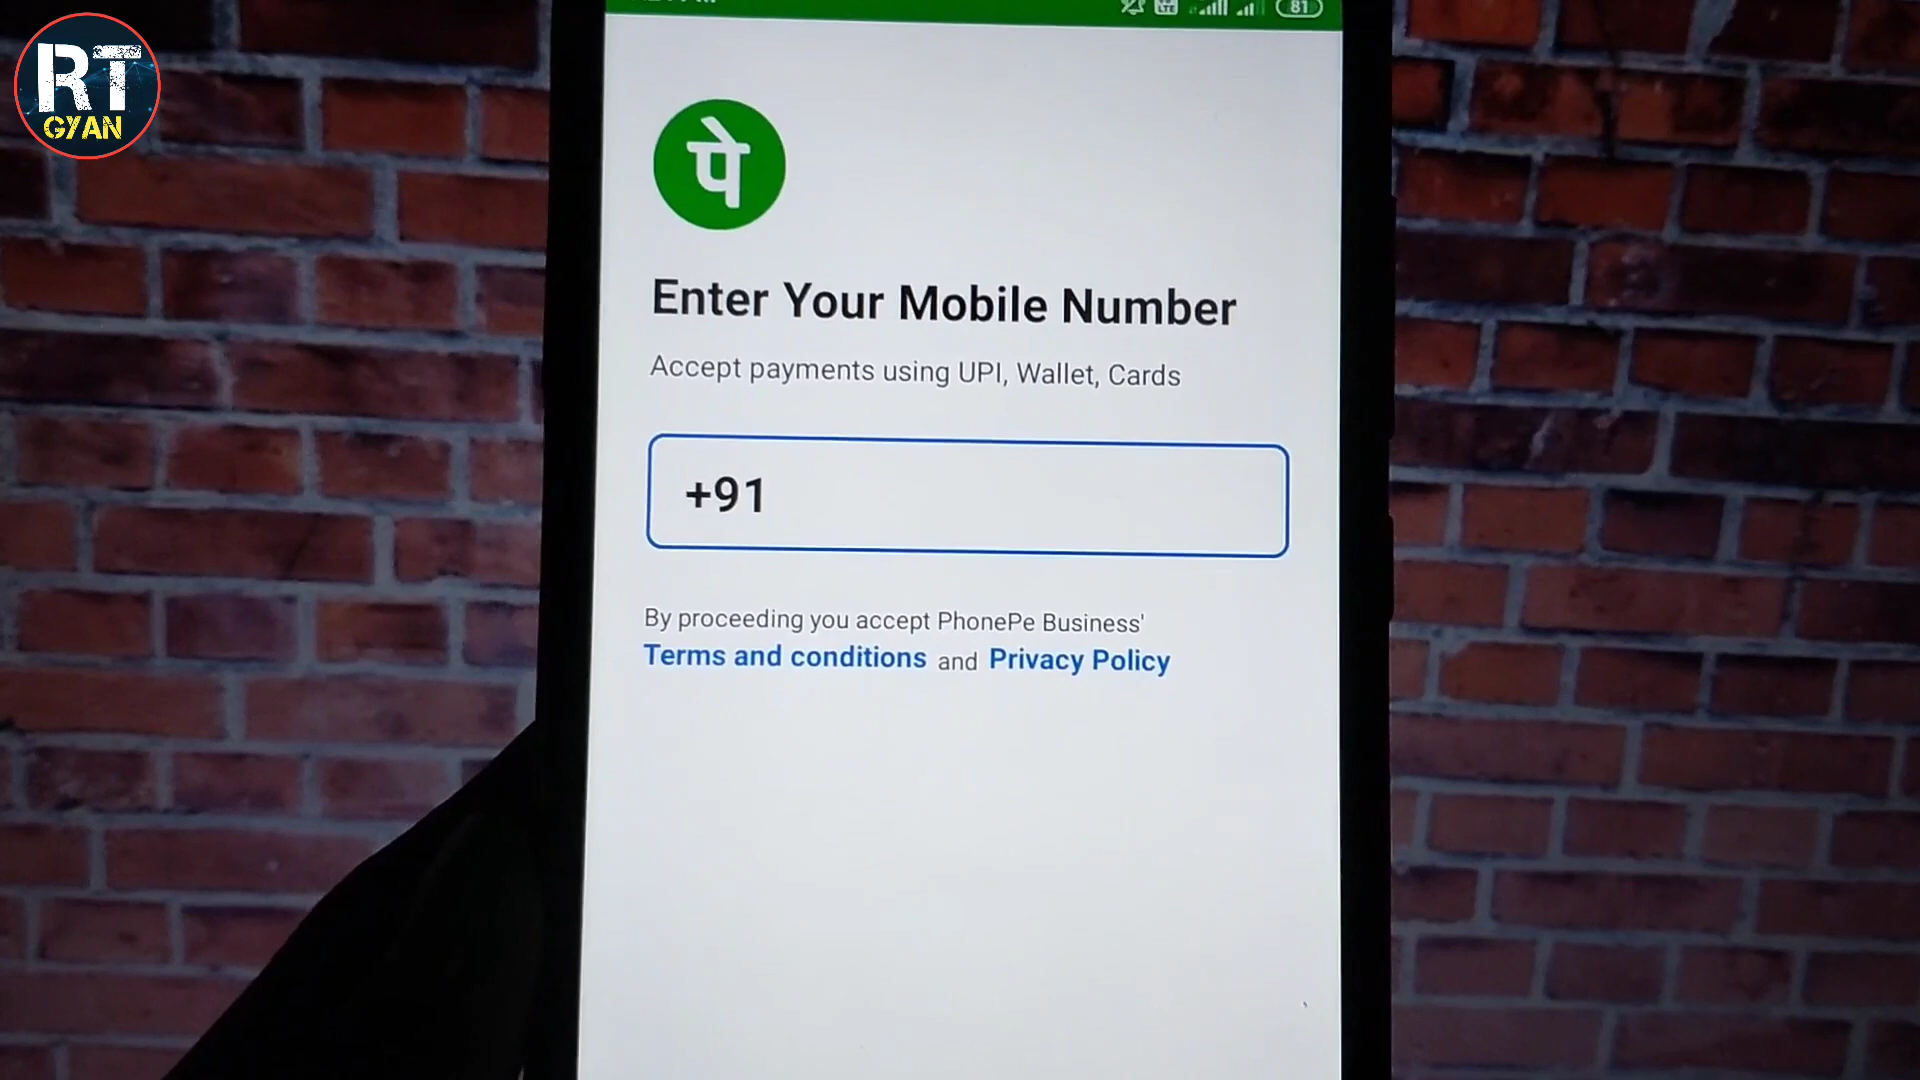 RT
GYAN
81
पे
Enter Your Mobile Number
Accept payments using UPI, Wallet, Cards
+91
By proceeding you accept PhonePe Business'
Terms and conditions and Privacy Policy